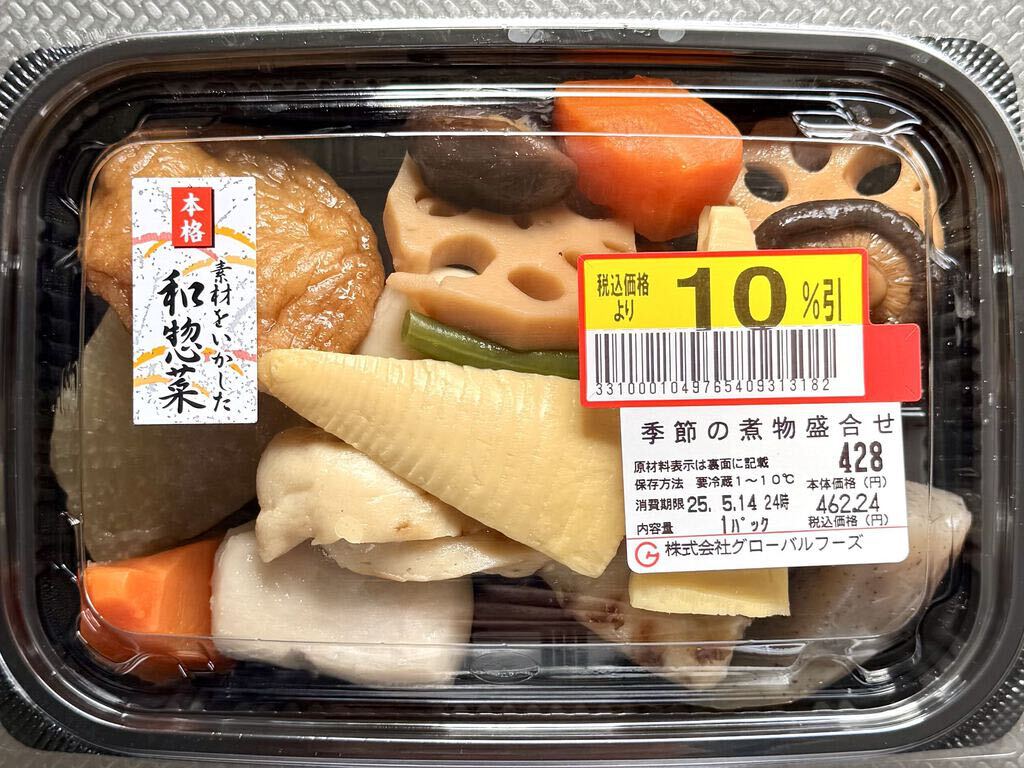 本格
素材をいかした
和惣菜
税込価格
より
10%引
3310001049765409313182
季節の煮物盛合せ
原材料表示は裏面に記載
428
保存方法 要冷蔵1~10℃
本体価格(円)
消費期限 25. 5.14 24時
462.24
内容量 1パック
税込価格(円)
株式会社グローバルフーズ